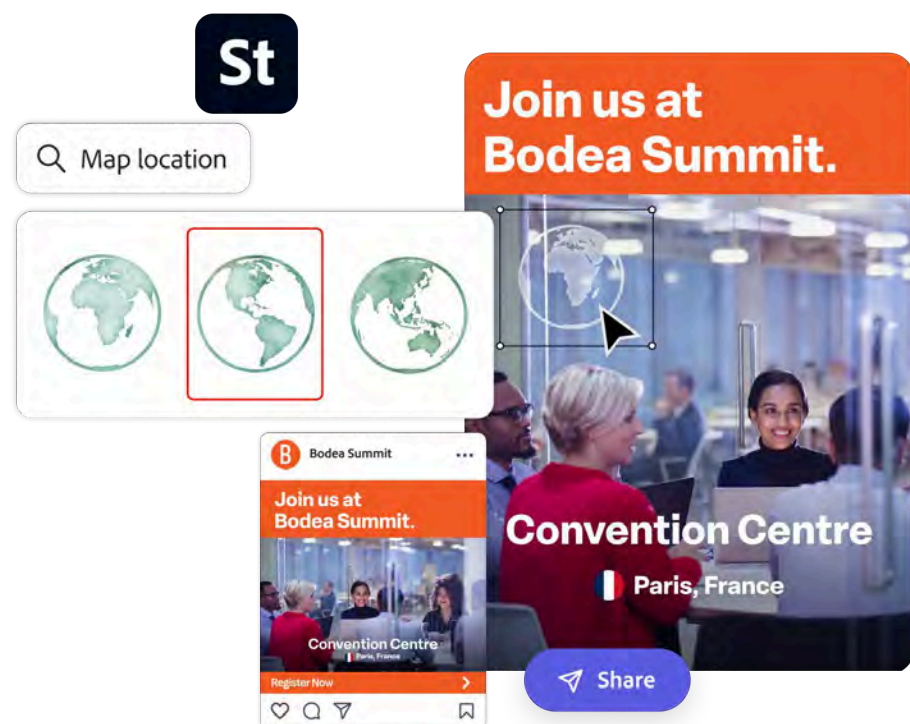 St
Map location
Join us at
Bodea Summit.
Convention Centre
Paris, France
Share
B Bodea Summit
Join us at
Bodea Summit.
Convention Centre
Paris, France
Register Now